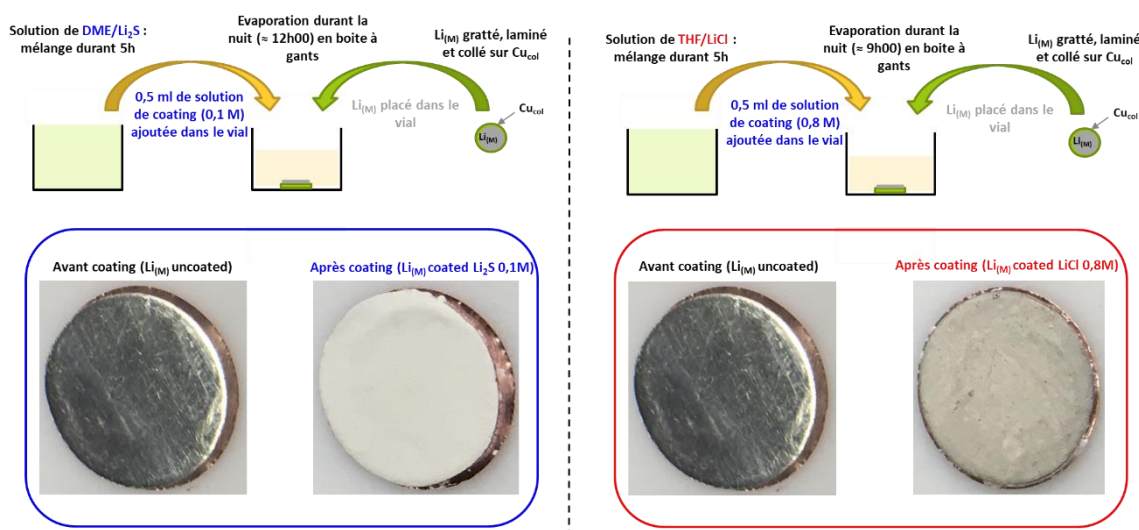 Solution de DME/Li₂S :
mélange durant 5h
Evaporation durant la
nuit (≈ 12h00) en boite à
gants
Li(M) gratté, laminé
et collé sur Cucol
0,5 ml de solution
de coating (0,1 M)
ajoutée dans le vial
Li(M) placé dans le
vial
Cucol
Li(M)
Avant coating (Li(M) uncoated)
Après coating (Li(M) coated Li₂S 0,1M)
Solution de THF/LiCl :
mélange durant 5h
Evaporation durant la
nuit (≈ 9h00) en boite à
gants
Li(M) gratté, laminé
et collé sur Cucol
0,5 ml de solution
de coating (0,8 M)
ajoutée dans le vial
Li(M) placé dans le
vial
Cucol
Li(M)
Avant coating (Li(M) uncoated)
Après coating (Li(M) coated LiCl 0,8M)